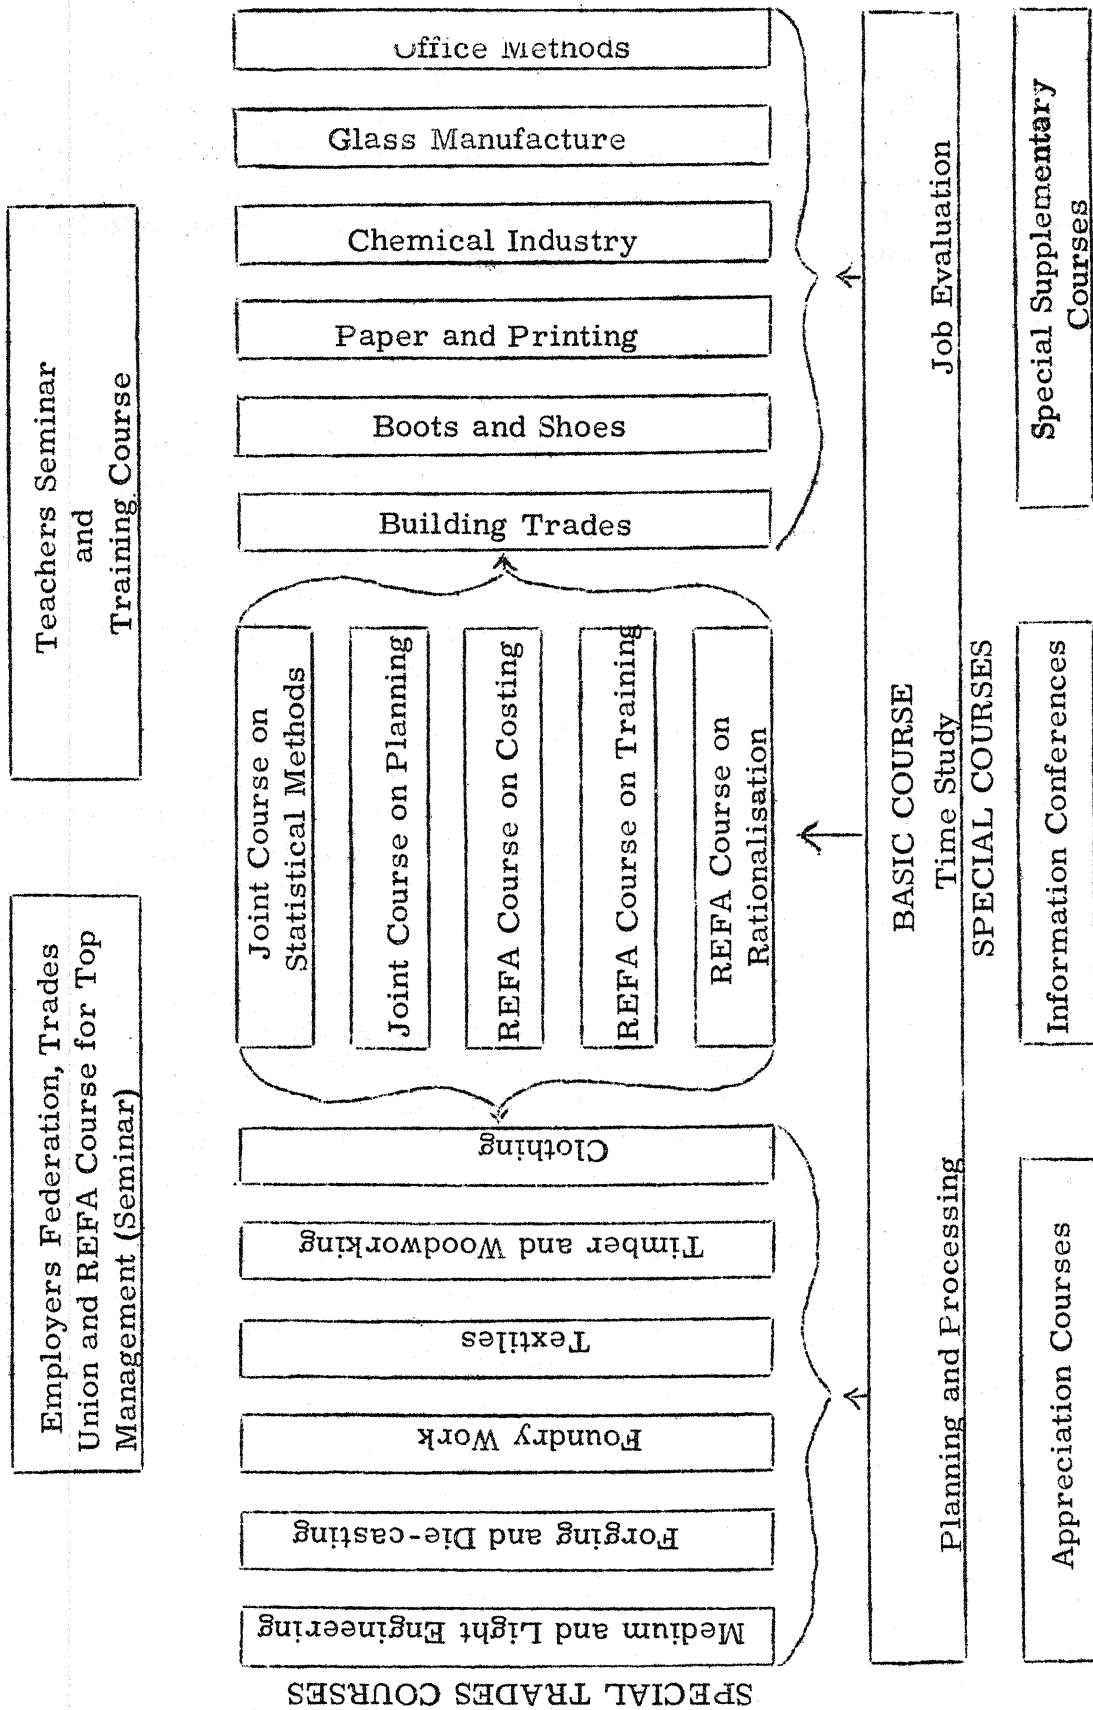 Employers Federation, Trades
Union and REFA Course for Top
Management (Seminar)
Teachers Seminar
and
Training Course
SPECIAL TRADES COURSES
Medium and Light Engineering
Forging and Die-casting
Foundry Work
Textiles
Timber and Woodworking
Clothing
Joint Course on
Statistical Methods
Joint Course on Planning
REFA Course on Costing
REFA Course on Training
REFA Course on
Rationalisation
Building Trades
Boots and Shoes
Paper and Printing
Chemical Industry
Glass Manufacture
Office Methods
BASIC COURSE
Planning and Processing
Time Study
Job Evaluation
SPECIAL COURSES
Appreciation Courses
Information Conferences
Special Supplementary
Courses